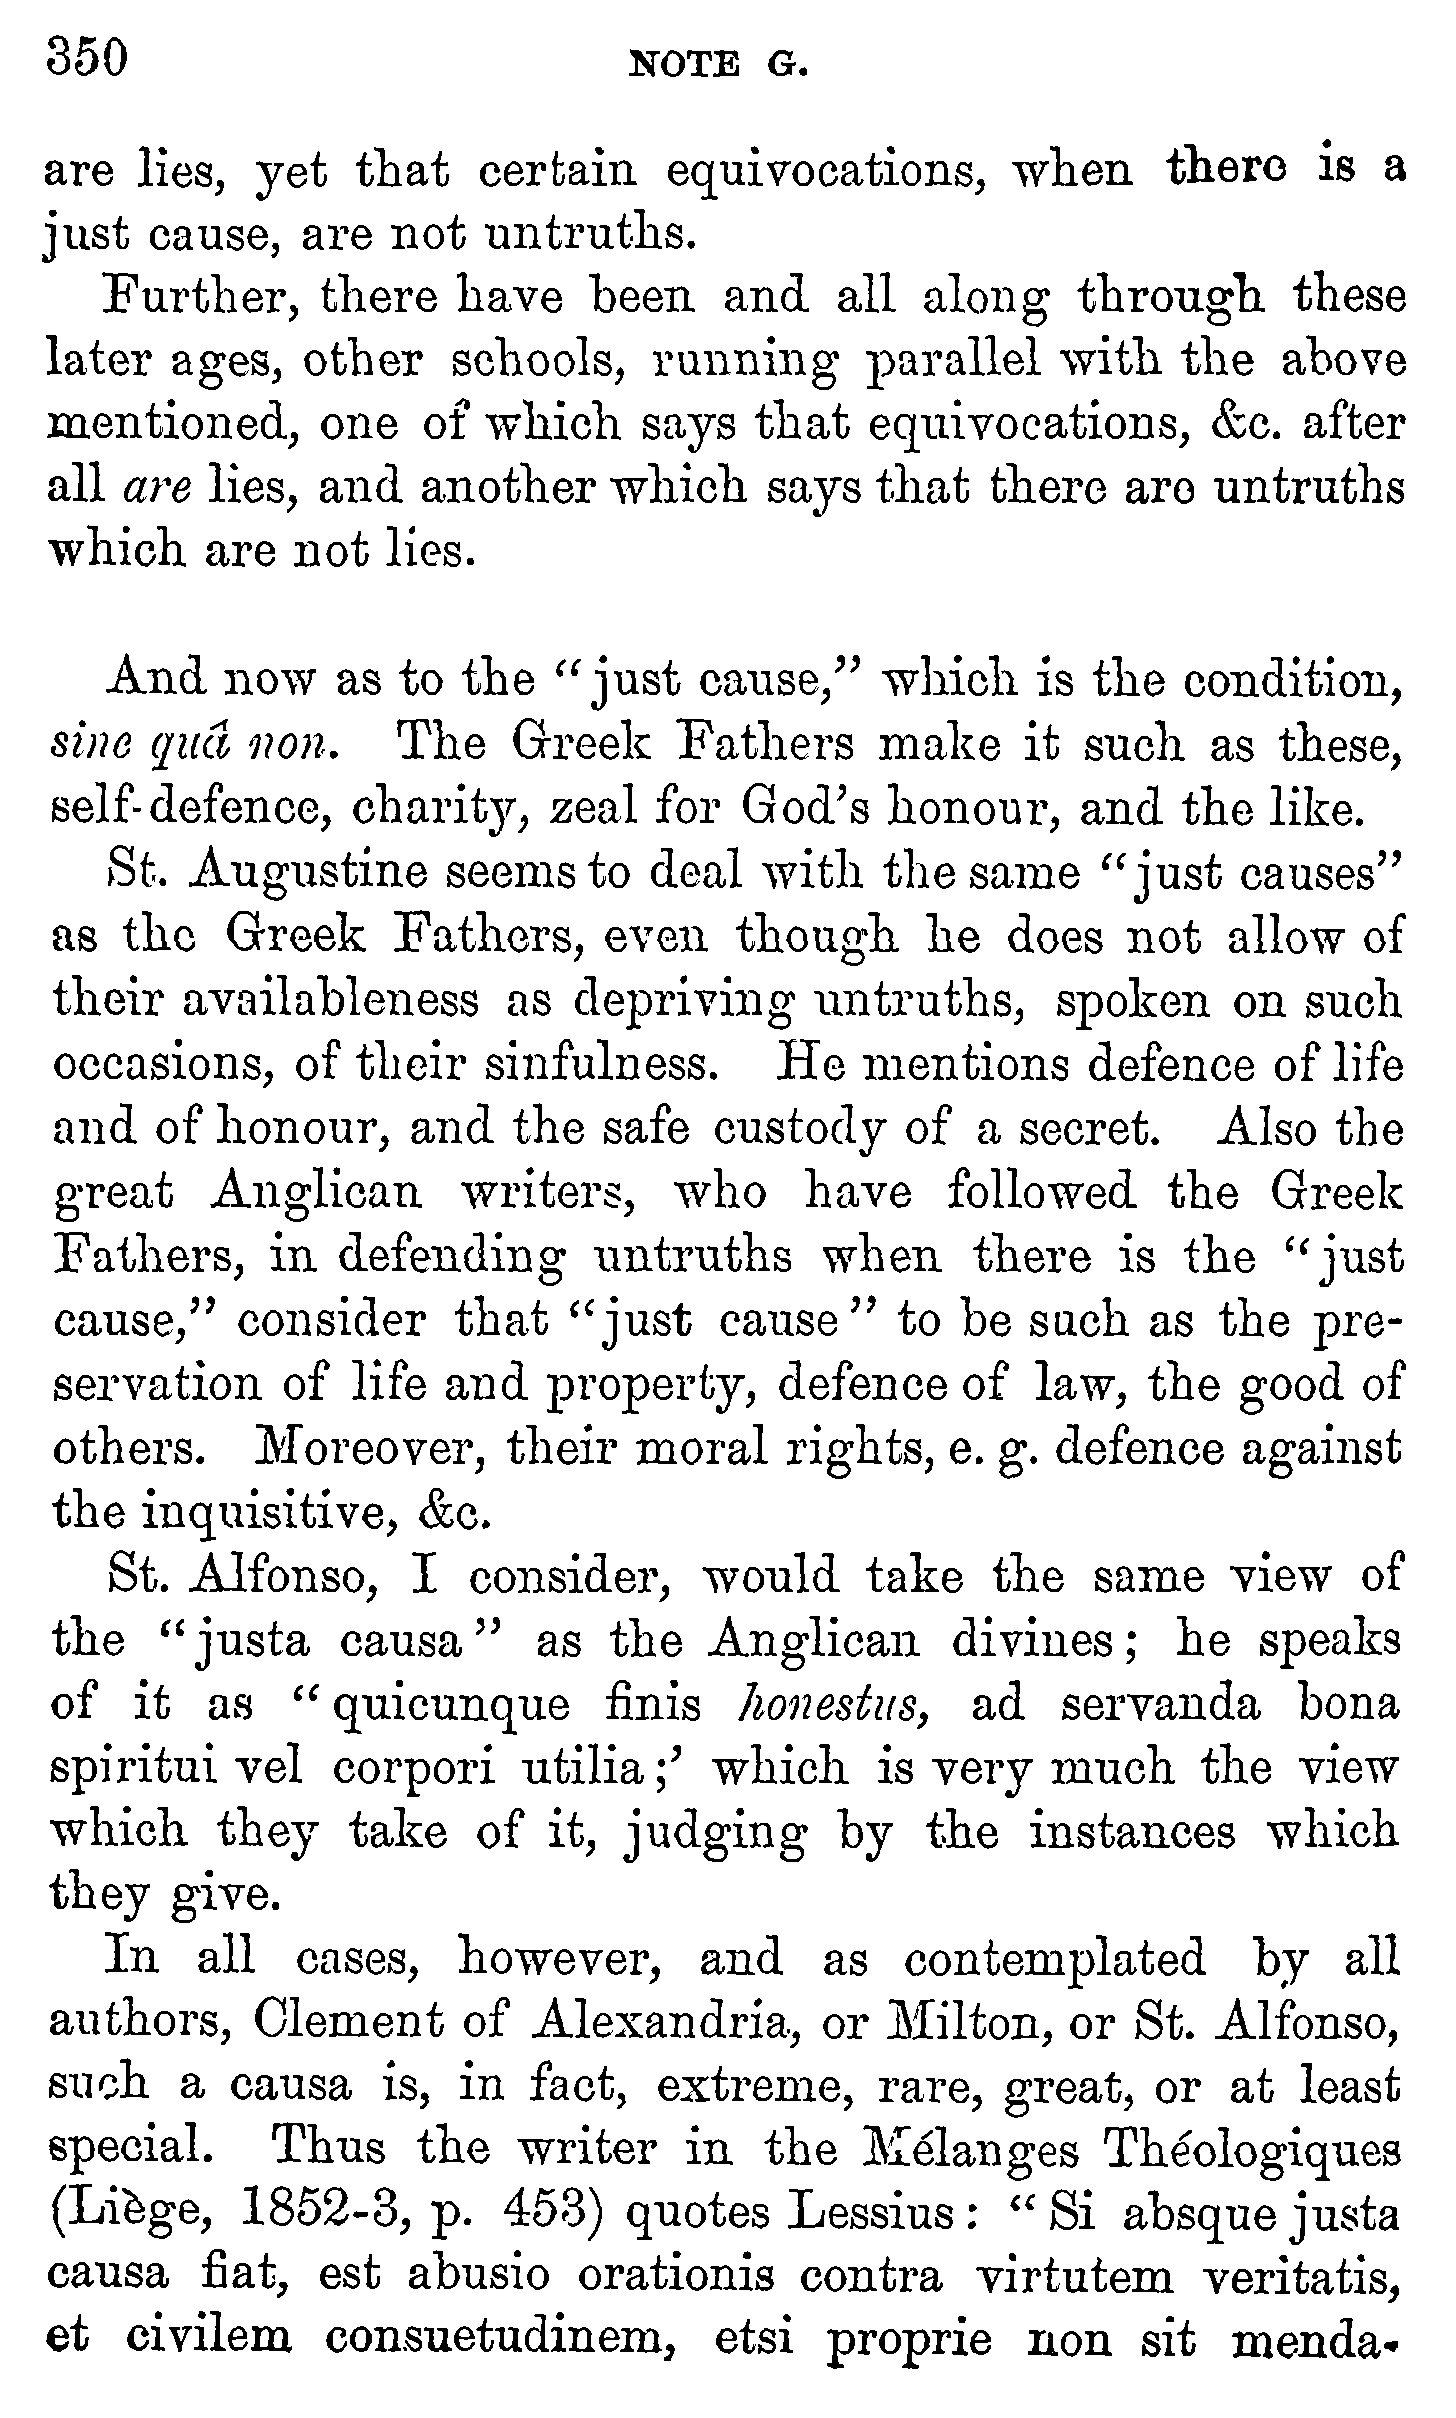 350 NOTE G.
are lies, yet that certain equivocations, when there is a
just cause, are not untruths.
Further, there have been and all along through these
later ages, other schools, running parallel with the above
mentioned, one of which says that equivocations, &c. after
all are lies, and another which says that there are untruths
which are not lies.
And now as to the “just cause,” which is the condition,
sine quâ non. The Greek Fathers make it such as these,
self-defence, charity, zeal for God’s honour, and the like.
St. Augustine seems to deal with the same “just causes”
as the Greek Fathers, even though he does not allow of
their availableness as depriving untruths, spoken on such
occasions, of their sinfulness. He mentions defence of life
and of honour, and the safe custody of a secret. Also the
great Anglican writers, who have followed the Greek
Fathers, in defending untruths when there is the “just
cause,” consider that “just cause” to be such as the pre-
servation of life and property, defence of law, the good of
others. Moreover, their moral rights, e. g. defence against
the inquisitive, &c.
St. Alfonso, I consider, would take the same view of
the “justa causa” as the Anglican divines; he speaks
of it as “quicunque finis honestus, ad servanda bona
spiritui vel corpori utilia;’ which is very much the view
which they take of it, judging by the instances which
they give.
In all cases, however, and as contemplated by all
authors, Clement of Alexandria, or Milton, or St. Alfonso,
such a causa is, in fact, extreme, rare, great, or at least
special. Thus the writer in the Mélanges Théologiques
(Liège, 1852-3, p. 453) quotes Lessius: “Si absque justa
causa fiat, est abusio orationis contra virtutem veritatis,
et civilem consuetudinem, etsi proprie non sit menda-